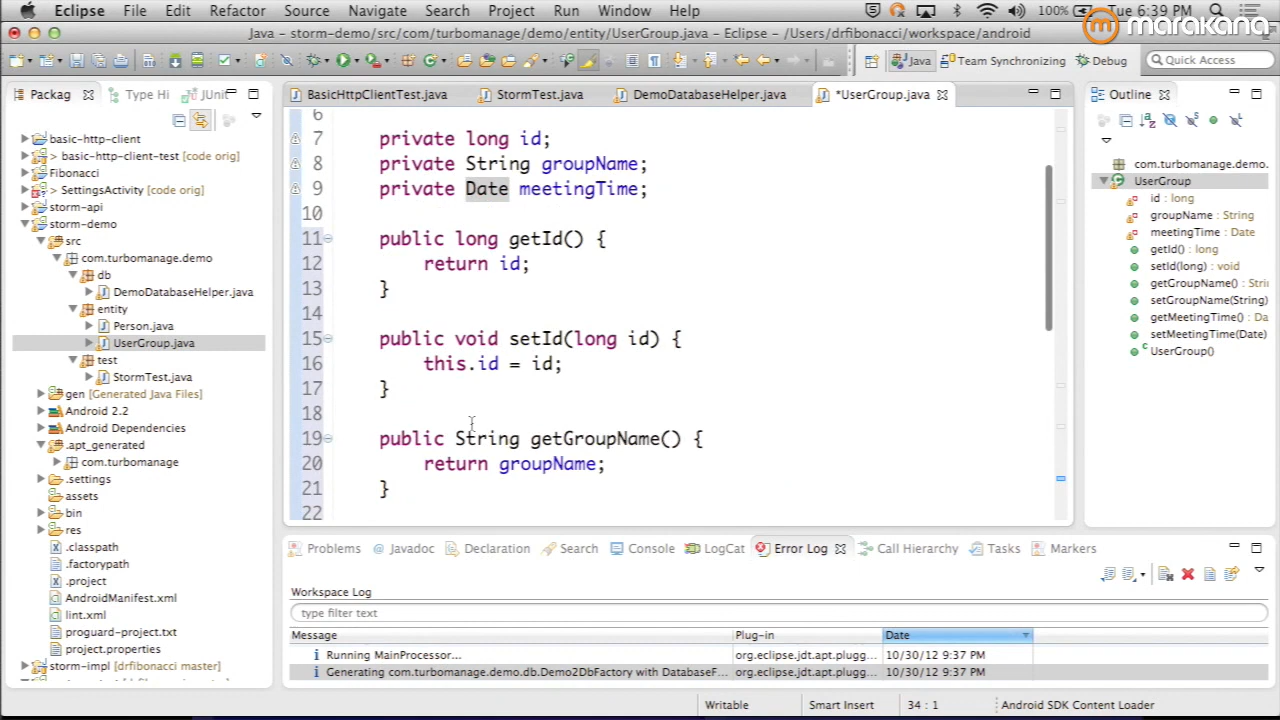 Eclipse File Edit Refactor Source Navigate Search Project Run Window Help 100% Tue 6:39 PM
marakana
Java - storm-demo/src/com/turbomanage/demo/entity/UserGroup.java - Eclipse - /Users/drfibonacci/workspace/android
Java Team Synchronizing Debug Quick Access
Packag Type Hi JUnit
BasicHttpClientTest.java StormTest.java DemoDatabaseHelper.java *UserGroup.java
Outline
basic-http-client
> basic-http-client-test [code orig]
Fibonacci
> SettingsActivity [code orig]
storm-api
storm-demo
src
com.turbomanage.demo
db
DemoDatabaseHelper.java
entity
Person.java
UserGroup.java
test
StormTest.java
gen [Generated Java Files]
Android 2.2
Android Dependencies
.apt_generated
com.turbomanage
.settings
assets
bin
res
.classpath
.factorypath
.project
AndroidManifest.xml
lint.xml
proguard-project.txt
project.properties
storm-impl [drfibonacci master]
6
7 private long id;
8 private String groupName;
9 private Date meetingTime;
10
11 public long getId() {
12 return id;
13 }
14
15 public void setId(long id) {
16 this.id = id;
17 }
18
19 public String getGroupName() {
20 return groupName;
21 }
22
com.turbomanage.demo.
UserGroup
id : long
groupName : String
meetingTime : Date
getId() : long
setId(long) : void
getGroupName() : Strin
setGroupName(String)
getMeetingTime() : Da
setMeetingTime(Date)
UserGroup()
Problems Javadoc Declaration Search Console LogCat Error Log Call Hierarchy Tasks Markers
Workspace Log
type filter text
Message Plug-in Date
Running MainProcessor... org.eclipse.jdt.apt.plugg... 10/30/12 9:37 PM
Generating com.turbomanage.demo.db.Demo2DbFactory with DatabaseF... org.eclipse.jdt.apt.plugg... 10/30/12 9:37 PM
Writable Smart Insert 34 : 1 Android SDK Content Loader